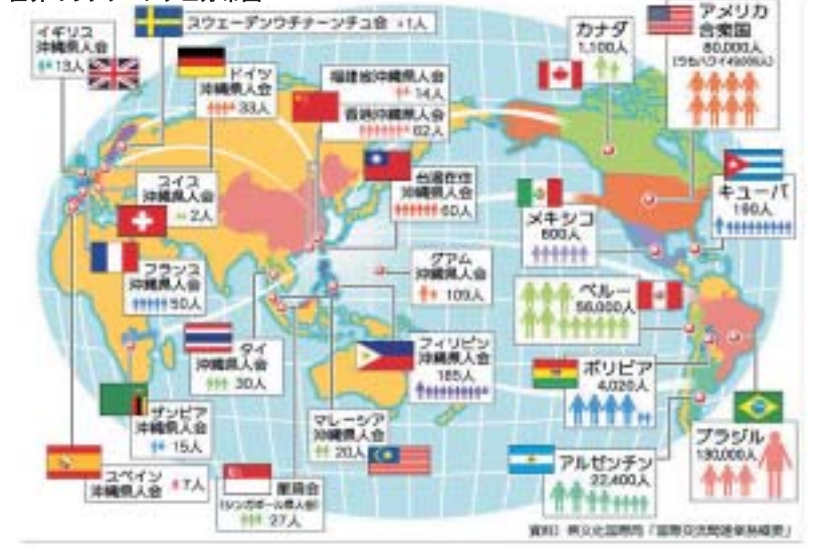 スウェーデンウチナーンチュ会 1人
イギリス
沖縄県人会
13人
ドイツ
沖縄県人会
33人
福建省沖縄県人会
14人
香港沖縄県人会
62人
カナダ
1,100人
アメリカ
合衆国
80,000人
スイス
沖縄県人会
2人
台湾在住
沖縄県人会
60人
メキシコ
600人
キューバ
190人
フランス
沖縄県人会
50人
グアム
沖縄県人会
109人
ペルー
56,000人
タイ
沖縄県人会
30人
フィリピン
沖縄県人会
165人
ボリビア
4,020人
ザンビア
沖縄県人会
15人
マレーシア
沖縄県人会
20人
スペイン
沖縄県人会
7人
(シンガポール県人会)
27人
アルゼンチン
22,400人
ブラジル
130,000人